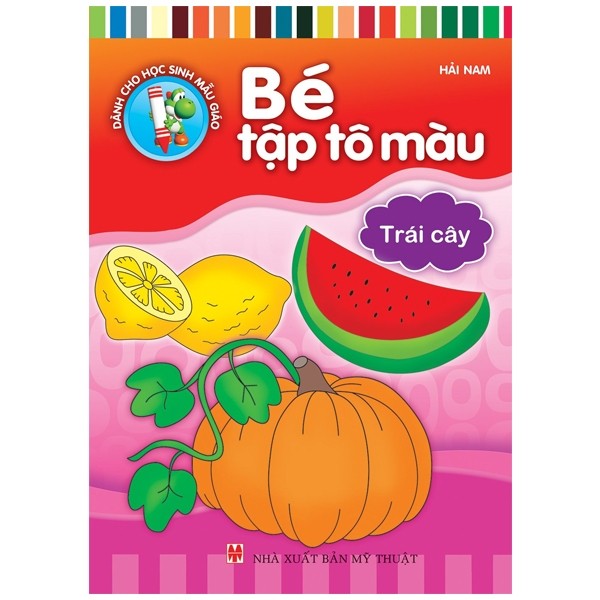 HẢI NAM
DÀNH CHO HỌC SINH MẪU GIÁO
Bé
tập tô màu
Trái cây
NHÀ XUẤT BẢN MỸ THUẬT